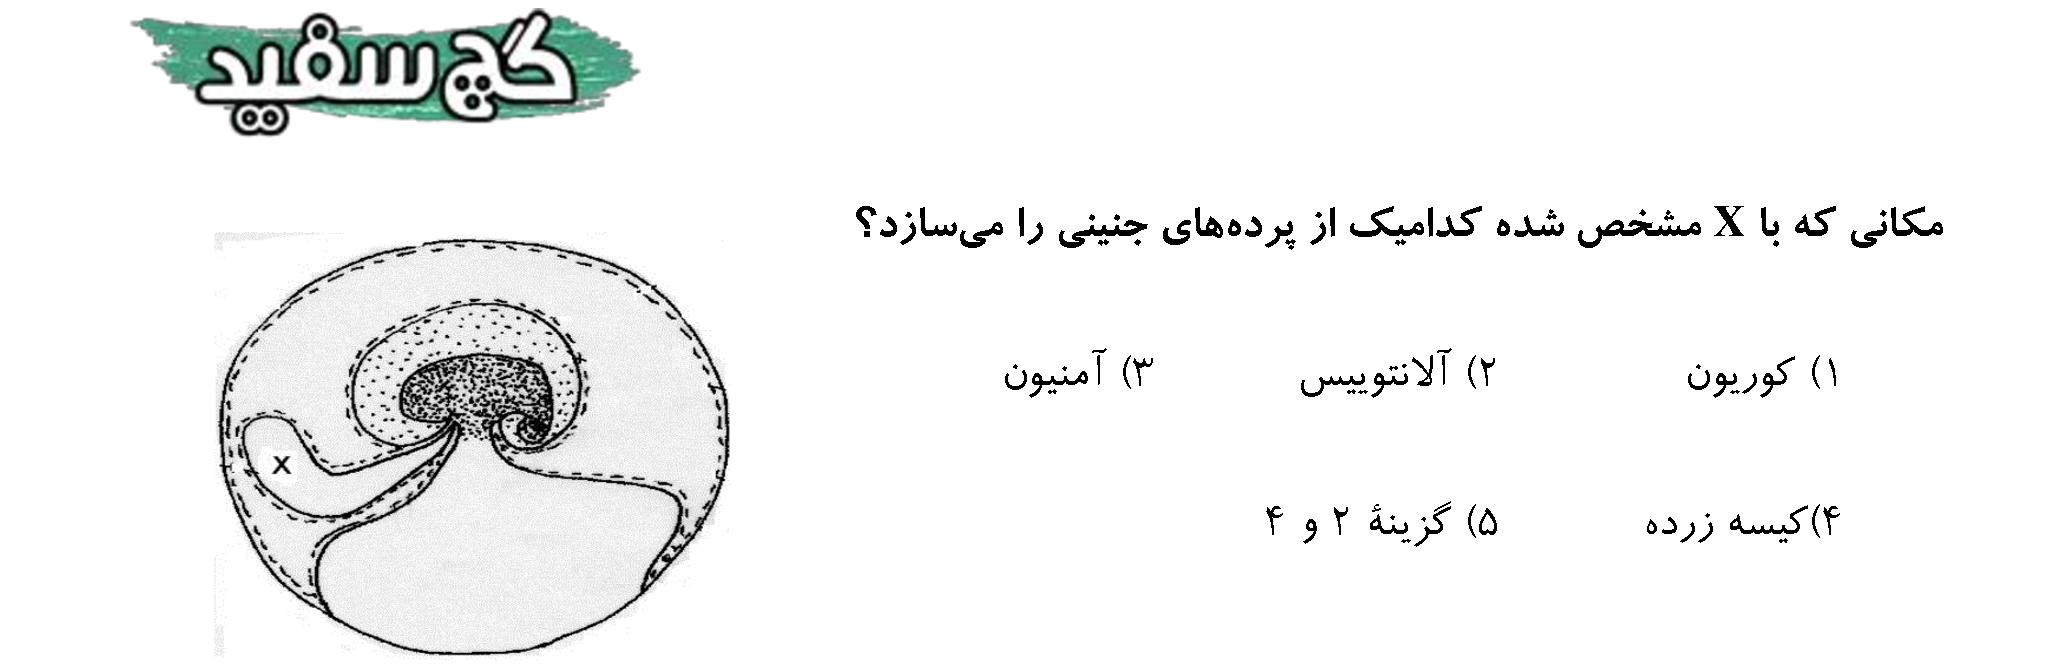 گچ سفید
مکانی که با X مشخص شده کدامیک از پرده‌های جنینی را می‌سازد؟
۱) کوریون ۲) آلانتوییس ۳) آمنیون
۴)کیسه زرده ۵) گزینهٔ ۲ و ۴
X